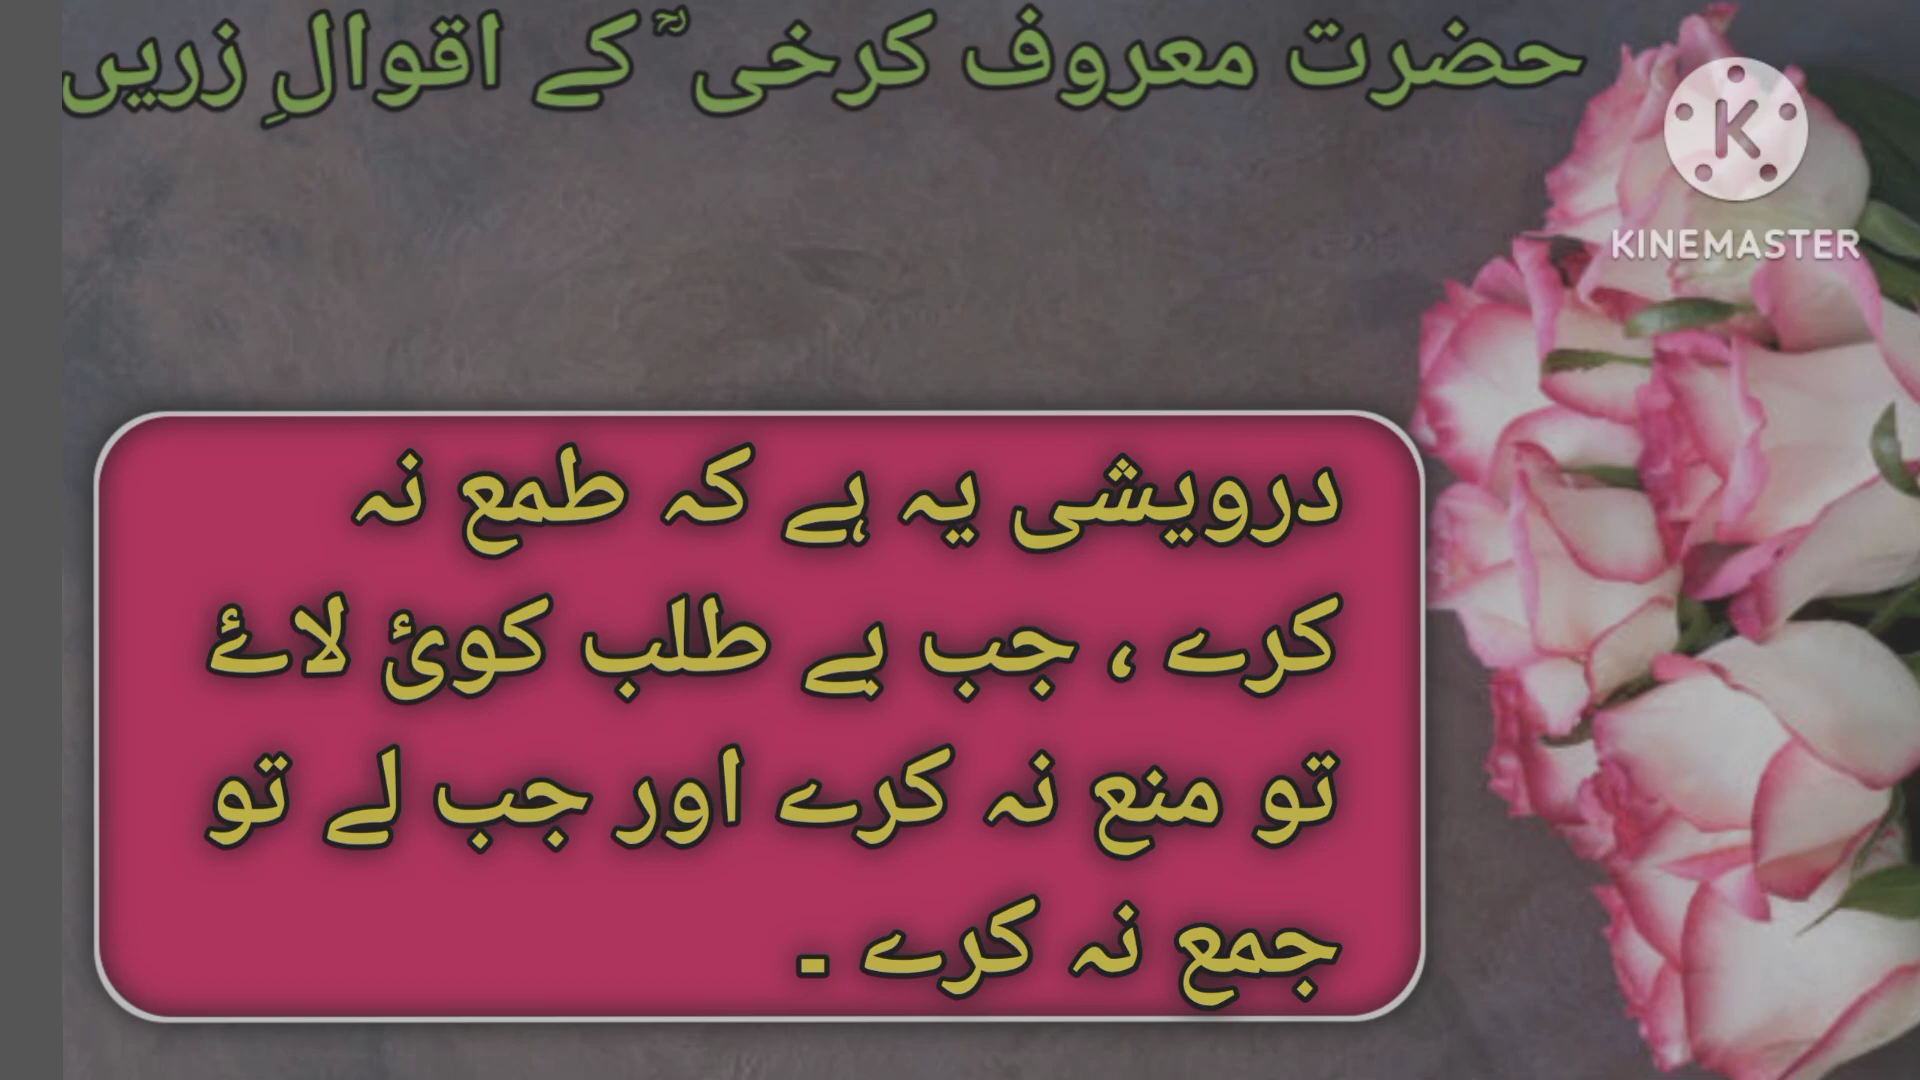 حضرت معروف کرخی ؒ کے اقوالِ زریں
KINEMASTER
درویشی یہ ہے کہ طمع نہ
کرے ، جب بے طلب کوئ لاۓ
تو منع نہ کرے اور جب لے تو
جمع نہ کرے ۔